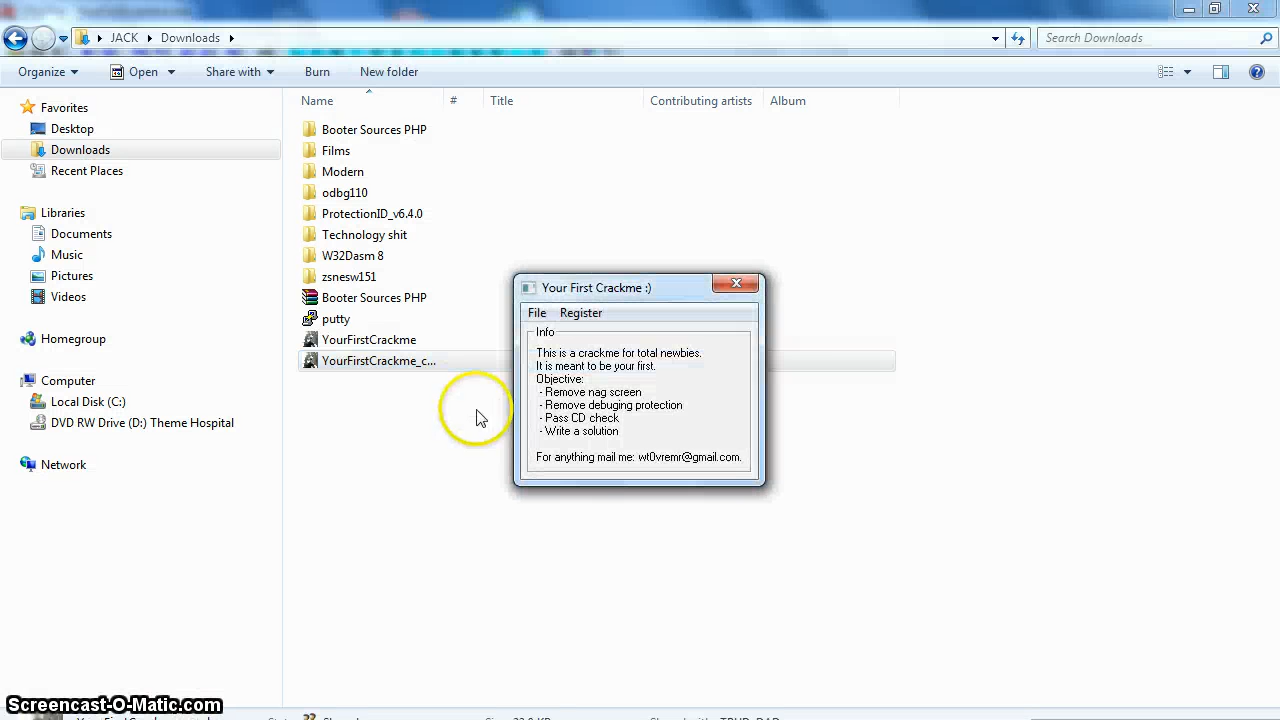 JACK Downloads
Search Downloads
Organize Open Share with Burn New folder
Favorites
Desktop
Downloads
Recent Places
Libraries
Documents
Music
Pictures
Videos
Homegroup
Computer
Local Disk (C:)
DVD RW Drive (D:) Theme Hospital
Network
Name # Title Contributing artists Album
Booter Sources PHP
Films
Modern
odbg110
ProtectionID_v6.4.0
Technology shit
W32Dasm 8
zsnesw151
Booter Sources PHP
putty
YourFirstCrackme
YourFirstCrackme_c...
Your First Crackme :)
File Register
Info
This is a crackme for total newbies.
It is meant to be your first.
Objective:
- Remove nag screen
- Remove debuging protection
- Pass CD check
- Write a solution
For anything mail me: wt0vremr@gmail.com.
Screencast-O-Matic.com